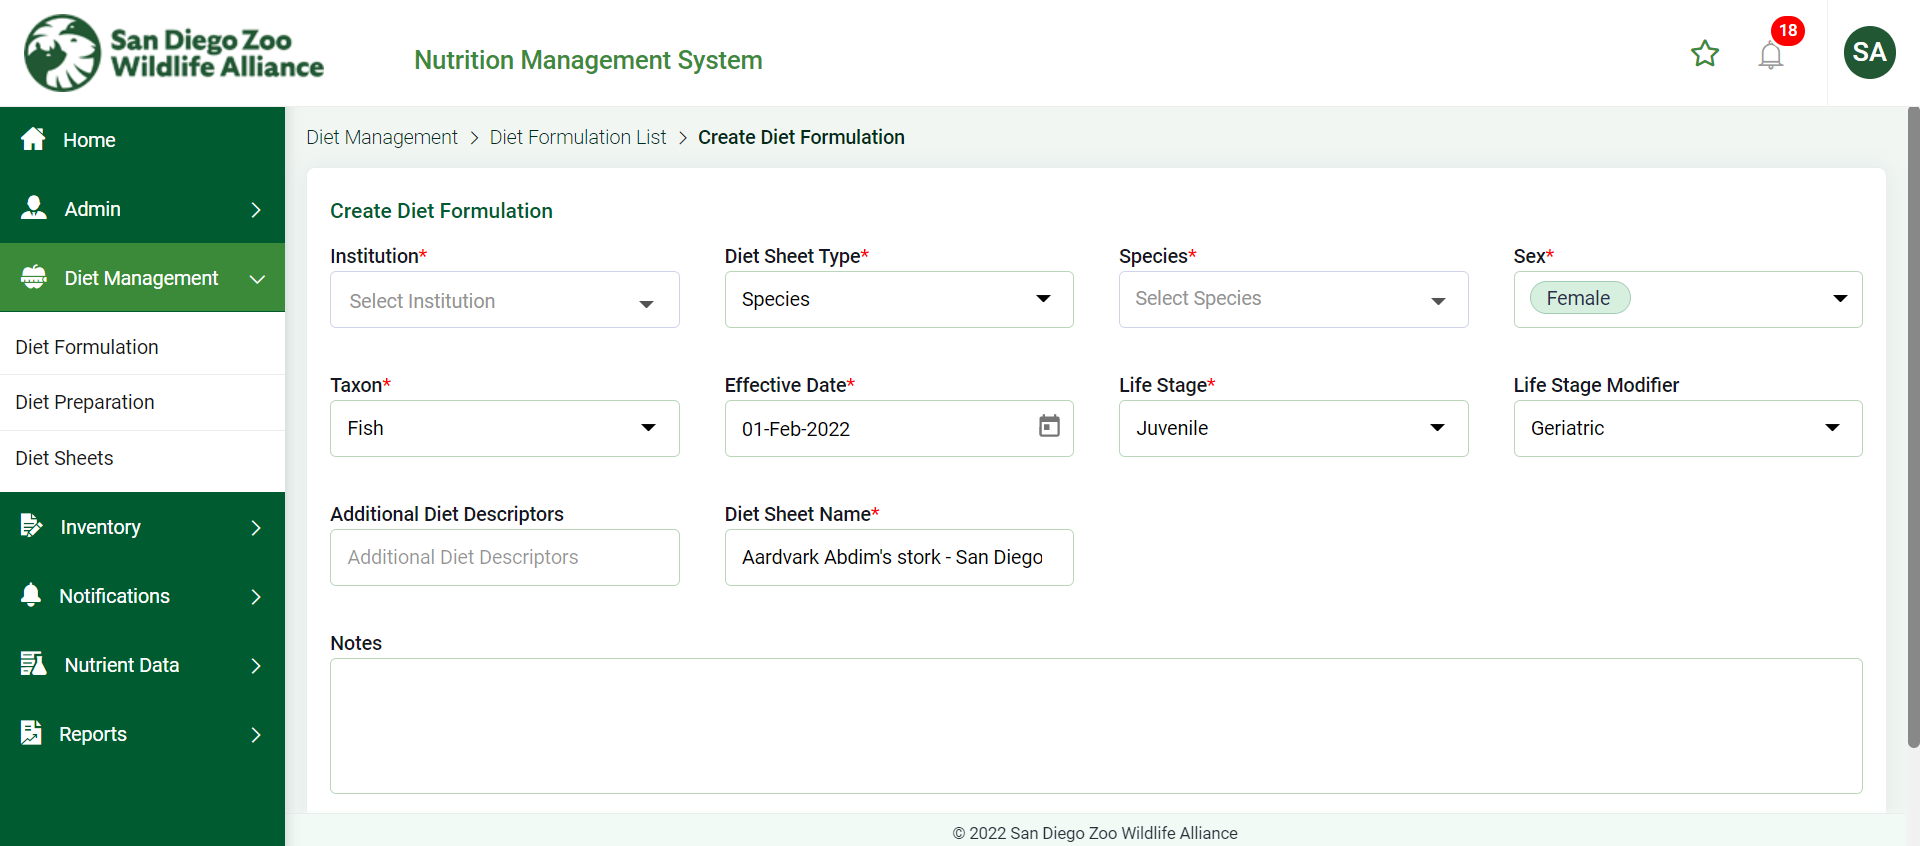 San Diego Zoo
Wildlife Alliance
Nutrition Management System
18
SA
Home
Admin
Diet Management
Diet Formulation
Diet Preparation
Diet Sheets
Inventory
Notifications
Nutrient Data
Reports
Diet Management > Diet Formulation List > Create Diet Formulation
Create Diet Formulation
Institution* Diet Sheet Type* Species* Sex*
Select Institution Species Select Species Female
Taxon* Effective Date* Life Stage* Life Stage Modifier
Fish 01-Feb-2022 Juvenile Geriatric
Additional Diet Descriptors Diet Sheet Name*
Additional Diet Descriptors Aardvark Abdim's stork - San Diego
Notes
© 2022 San Diego Zoo Wildlife Alliance